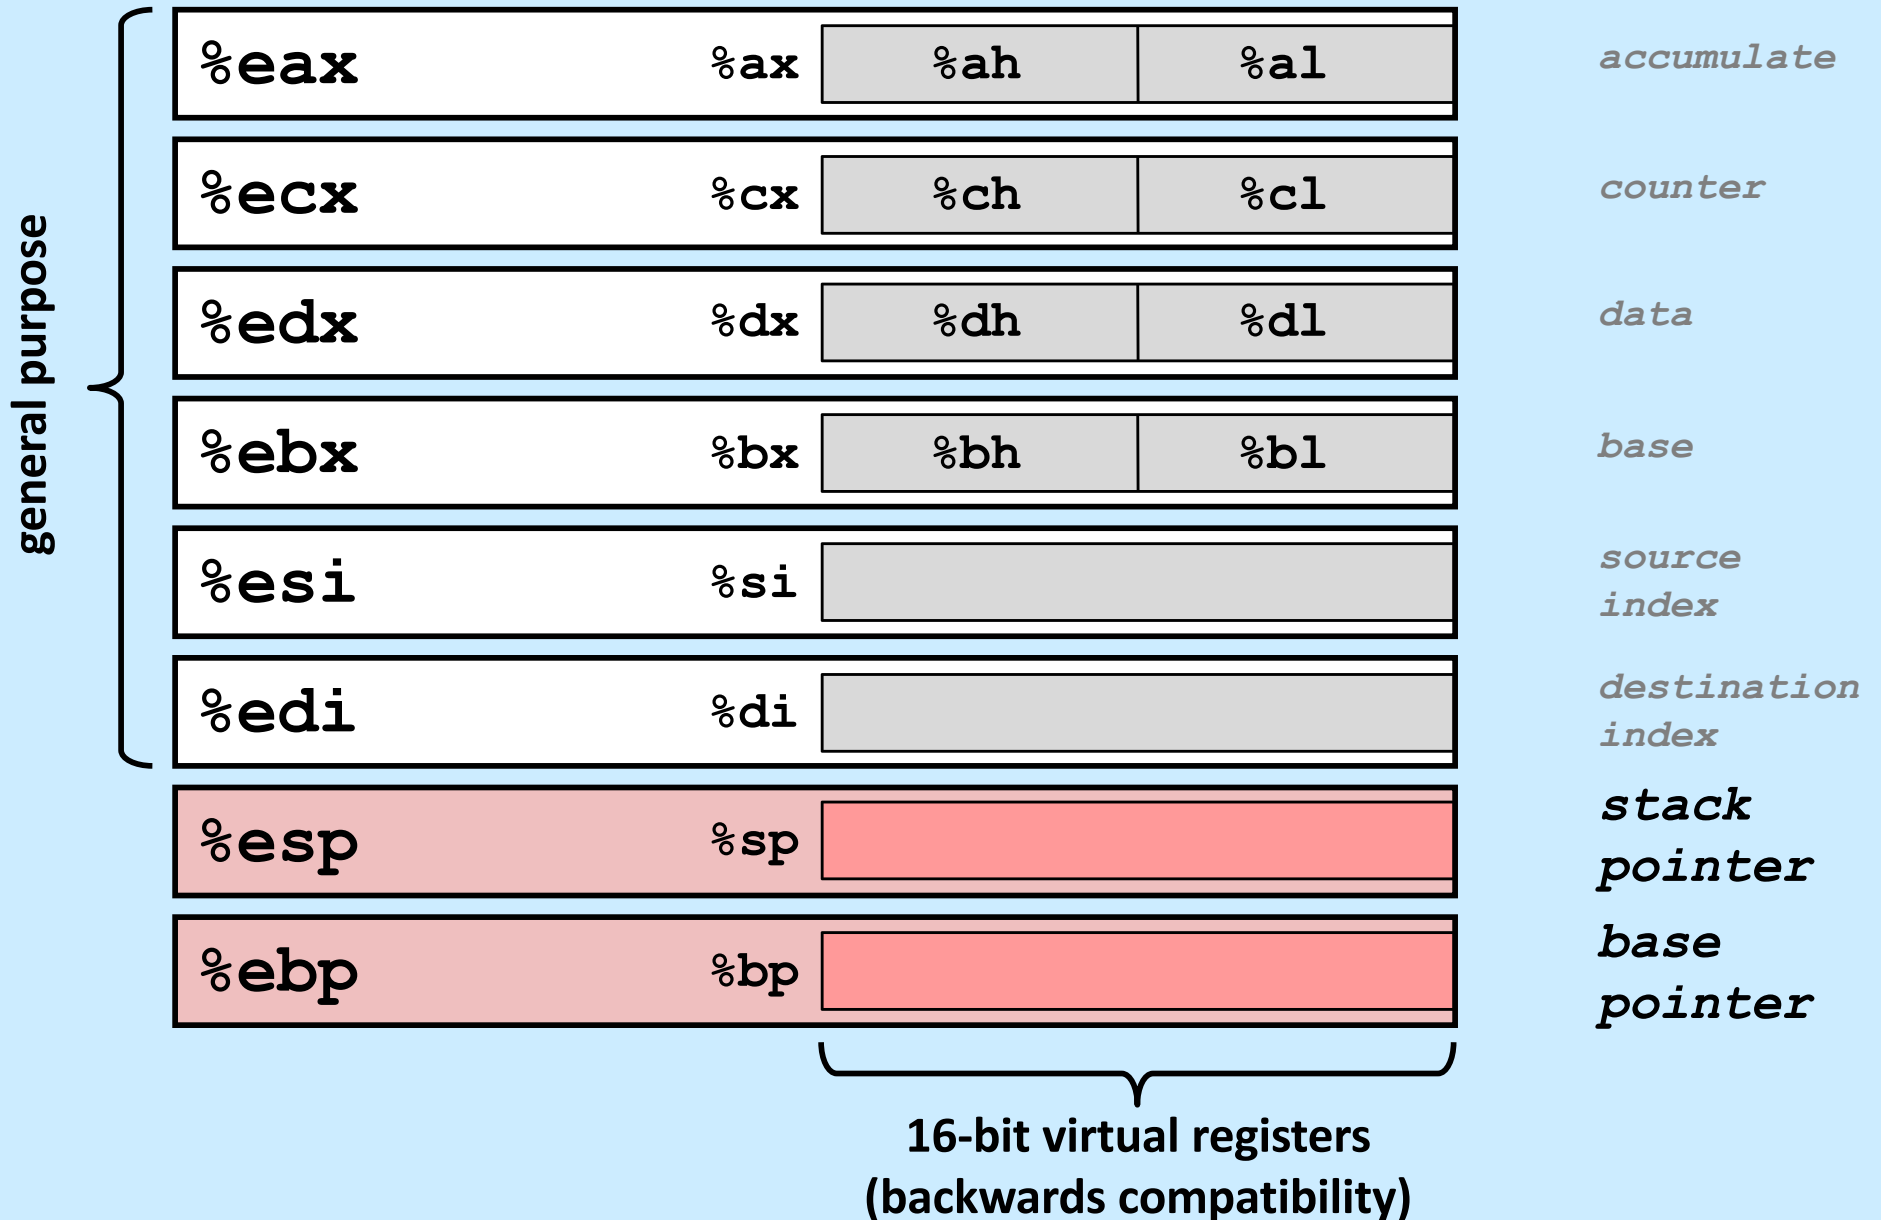 general purpose
%eax %ax %ah %al accumulate
%ecx %cx %ch %cl counter
%edx %dx %dh %dl data
%ebx %bx %bh %bl base
%esi %si source
index
%edi %di destination
index
%esp %sp stack
pointer
%ebp %bp base
pointer
16-bit virtual registers
(backwards compatibility)